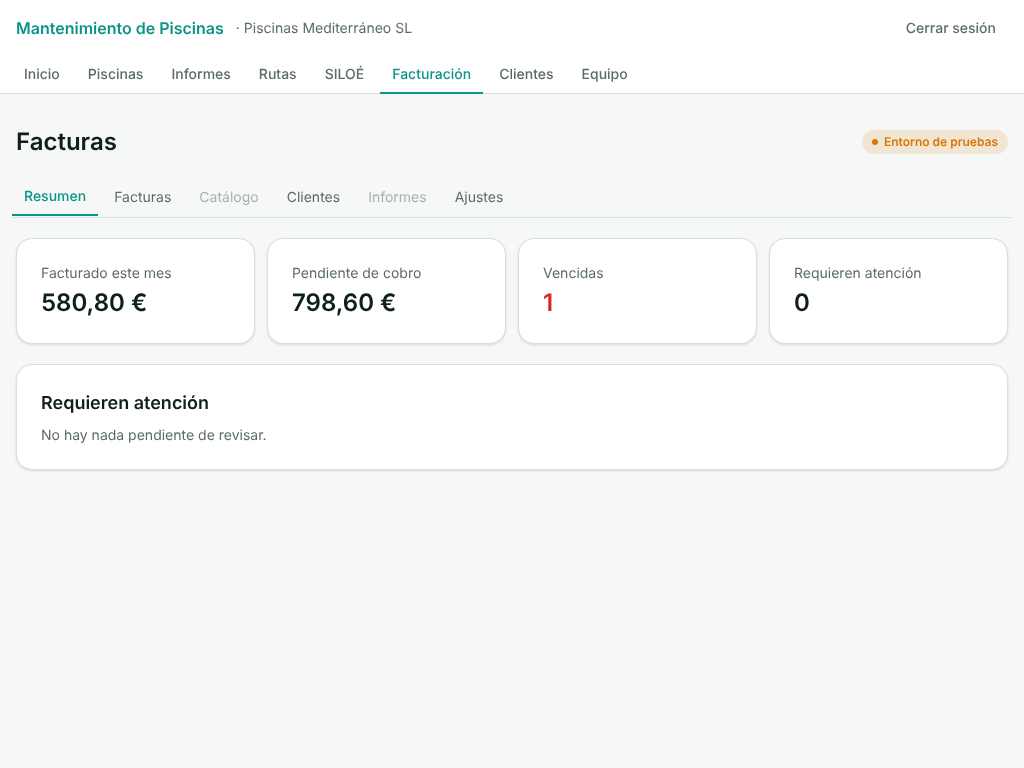 Mantenimiento de Piscinas · Piscinas Mediterráneo SL Cerrar sesión
Inicio Piscinas Informes Rutas SILOÉ Facturación Clientes Equipo
Facturas Entorno de pruebas
Resumen Facturas Catálogo Clientes Informes Ajustes
Facturado este mes Pendiente de cobro Vencidas Requieren atención
580,80 € 798,60 € 1 0
Requieren atención
No hay nada pendiente de revisar.